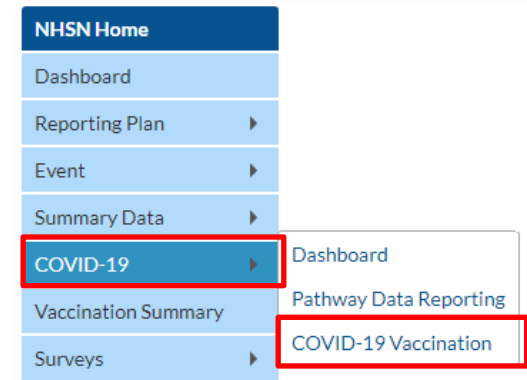 NHSN Home
Dashboard
Reporting Plan
Event
Summary Data
COVID-19
Vaccination Summary
Surveys
Dashboard
Pathway Data Reporting
COVID-19 Vaccination